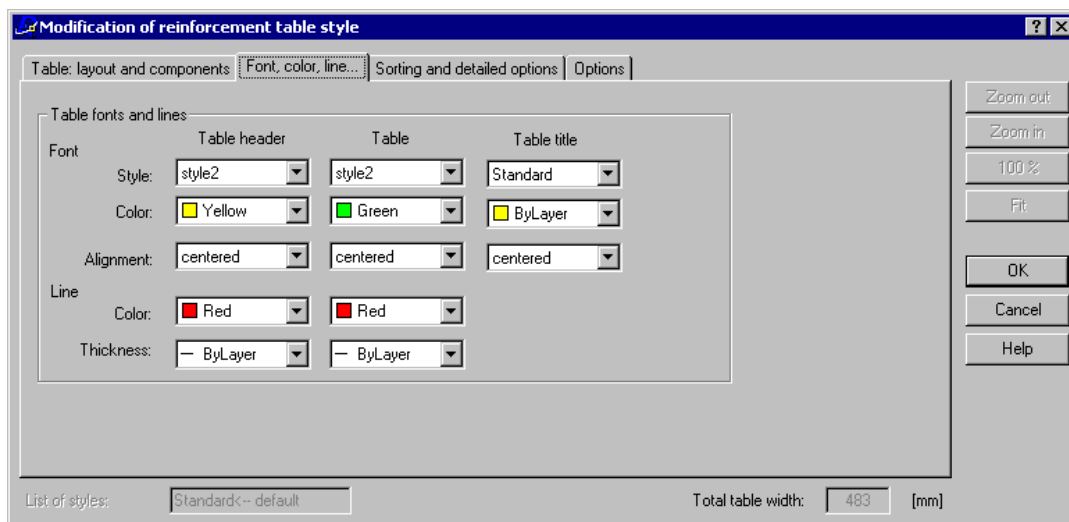 Modification of reinforcement table style
Table: layout and components Font, color, line... Sorting and detailed options Options
Zoom out
Zoom in
100 %
Fit
OK
Cancel
Help
Table fonts and lines
Table header Table Table title
Font
Style: style2 style2 Standard
Color: Yellow Green ByLayer
Alignment: centered centered centered
Line
Color: Red Red
Thickness: ByLayer ByLayer
List of styles: Standard<-- default Total table width: 483 [mm]